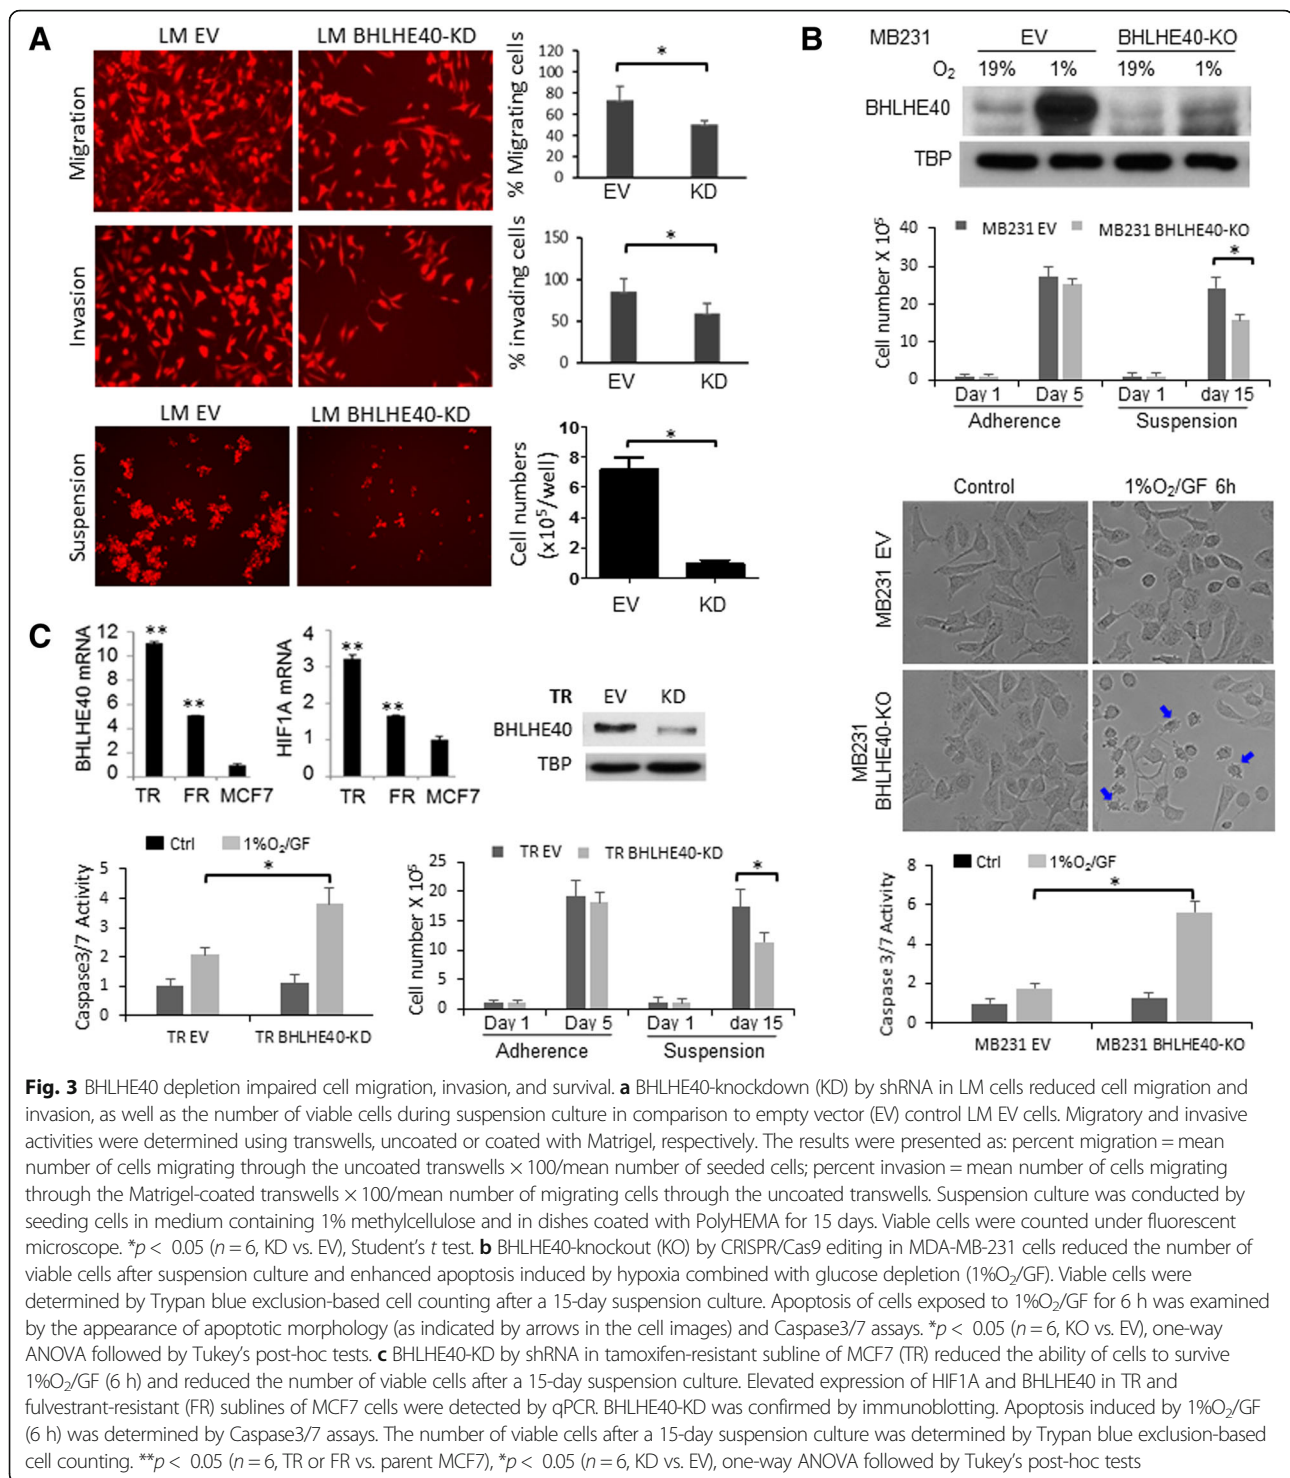 A
LM EV
LM BHLHE40-KD
Migration
120
100
80
60
40
20
0
% Migrating cells
*
EV
KD
Invasion
150
100
50
0
% invading cells
*
EV
KD
LM EV
LM BHLHE40-KD
Suspension
10
8
6
4
2
0
Cell numbers
(x10⁵/well)
*
EV
KD
B
MB231
EV
BHLHE40-KO
O₂
19%
1%
19%
1%
BHLHE40
TBP
MB231 EV
MB231 BHLHE40-KO
40
30
20
10
0
Cell number X 10⁵
*
Day 1
Day 5
Day 1
day 15
Adherence
Suspension
Control
1%O₂/GF 6h
MB231 EV
MB231
BHLHE40-KO
Ctrl
1%O₂/GF
8
6
4
2
0
Caspase 3/7 Activity
*
MB231 EV
MB231 BHLHE40-KO
C
12
10
8
6
4
2
0
BHLHE40 mRNA
**
**
TR
FR
MCF7
4
3
2
1
0
HIF1A mRNA
**
**
TR
FR
MCF7
TR
EV
KD
BHLHE40
TBP
Ctrl
1%O₂/GF
5
4
3
2
1
0
Caspase3/7 Activity
*
TR EV
TR BHLHE40-KD
TR EV
TR BHLHE40-KD
25
20
15
10
5
0
Cell number X 10⁵
*
Day 1
Day 5
Day 1
day 15
Adherence
Suspension
Fig. 3 BHLHE40 depletion impaired cell migration, invasion, and survival. a BHLHE40-knockdown (KD) by shRNA in LM cells reduced cell migration and
invasion, as well as the number of viable cells during suspension culture in comparison to empty vector (EV) control LM EV cells. Migratory and invasive
activities were determined using transwells, uncoated or coated with Matrigel, respectively. The results were presented as: percent migration = mean
number of cells migrating through the uncoated transwells × 100/mean number of seeded cells; percent invasion = mean number of cells migrating
through the Matrigel-coated transwells × 100/mean number of migrating cells through the uncoated transwells. Suspension culture was conducted by
seeding cells in medium containing 1% methylcellulose and in dishes coated with PolyHEMA for 15 days. Viable cells were counted under fluorescent
microscope. *p < 0.05 (n = 6, KD vs. EV), Student's t test. b BHLHE40-knockout (KO) by CRISPR/Cas9 editing in MDA-MB-231 cells reduced the number of
viable cells after suspension culture and enhanced apoptosis induced by hypoxia combined with glucose depletion (1%O₂/GF). Viable cells were
determined by Trypan blue exclusion-based cell counting after a 15-day suspension culture. Apoptosis of cells exposed to 1%O₂/GF for 6 h was examined
by the appearance of apoptotic morphology (as indicated by arrows in the cell images) and Caspase3/7 assays. *p < 0.05 (n = 6, KO vs. EV), one-way
ANOVA followed by Tukey's post-hoc tests. c BHLHE40-KD by shRNA in tamoxifen-resistant subline of MCF7 (TR) reduced the ability of cells to survive
1%O₂/GF (6 h) and reduced the number of viable cells after a 15-day suspension culture. Elevated expression of HIF1A and BHLHE40 in TR and
fulvestrant-resistant (FR) sublines of MCF7 cells were detected by qPCR. BHLHE40-KD was confirmed by immunoblotting. Apoptosis induced by 1%O₂/GF
(6 h) was determined by Caspase3/7 assays. The number of viable cells after a 15-day suspension culture was determined by Trypan blue exclusion-based
cell counting. **p < 0.05 (n = 6, TR or FR vs. parent MCF7), *p < 0.05 (n = 6, KD vs. EV), one-way ANOVA followed by Tukey's post-hoc tests